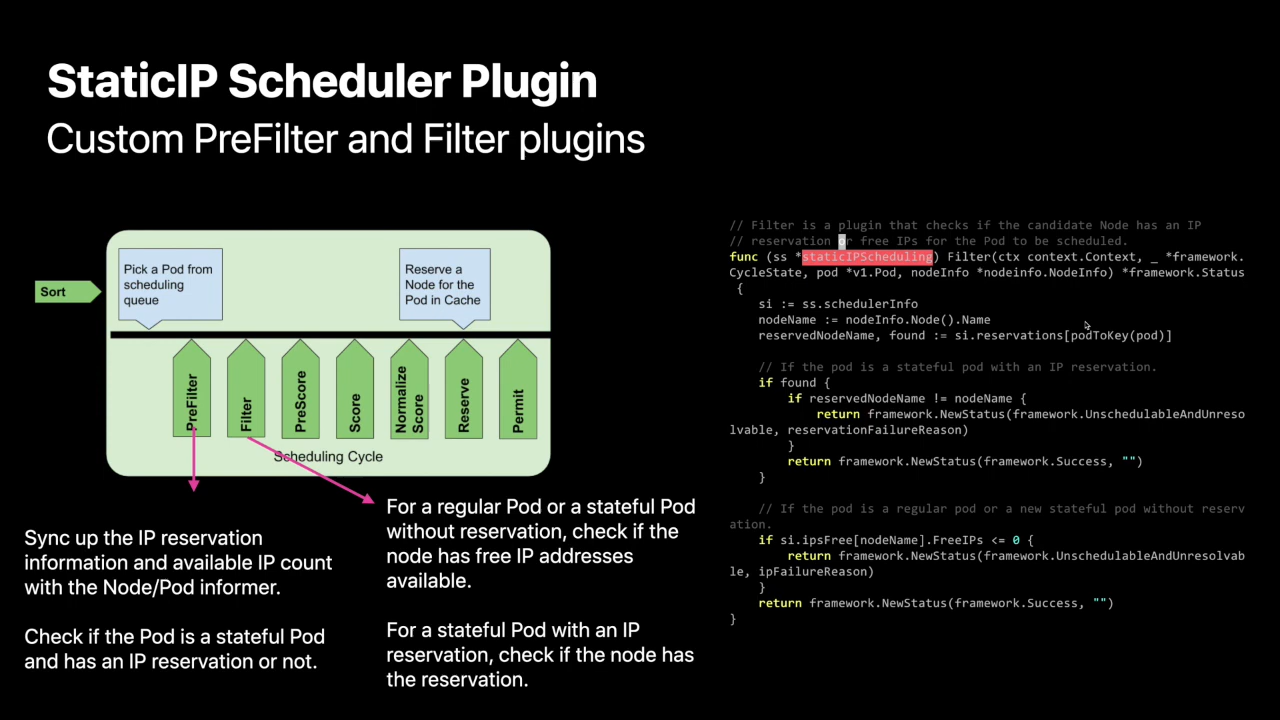 StaticIP Scheduler Plugin
Custom PreFilter and Filter plugins
Sort
Pick a Pod from
scheduling
queue
Reserve a
Node for the
Pod in Cache
PreFilter
Filter
PreScore
Score
Normalize
Score
Reserve
Permit
Scheduling Cycle
Sync up the IP reservation
information and available IP count
with the Node/Pod informer.
Check if the Pod is a stateful Pod
and has an IP reservation or not.
For a regular Pod or a stateful Pod
without reservation, check if the
node has free IP addresses
available.
For a stateful Pod with an IP
reservation, check if the node has
the reservation.
// Filter is a plugin that checks if the candidate Node has an IP
// reservation or free IPs for the Pod to be scheduled.
func (ss *staticIPScheduling) Filter(ctx context.Context, _ *framework.
CycleState, pod *v1.Pod, nodeInfo *nodeinfo.NodeInfo) *framework.Status
{
si := ss.schedulerInfo
nodeName := nodeInfo.Node().Name
reservedNodeName, found := si.reservations[podToKey(pod)]
// If the pod is a stateful pod with an IP reservation.
if found {
if reservedNodeName != nodeName {
return framework.NewStatus(framework.UnschedulableAndUnreso
lvable, reservationFailureReason)
}
return framework.NewStatus(framework.Success, "")
}
// If the pod is a regular pod or a new stateful pod without reserv
ation.
if si.ipsFree[nodeName].FreeIPs <= 0 {
return framework.NewStatus(framework.UnschedulableAndUnresolvab
le, ipFailureReason)
}
return framework.NewStatus(framework.Success, "")
}